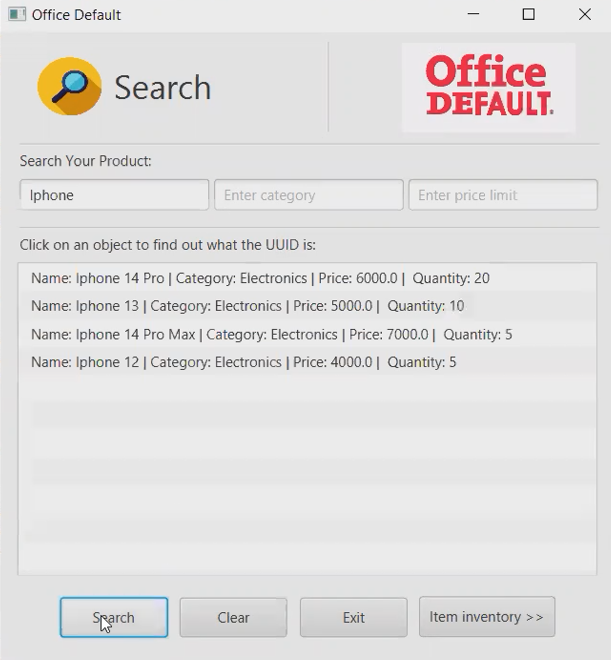 Office Default
Search
Office
DEFAULT.
Search Your Product:
Iphone
Enter category
Enter price limit
Click on an object to find out what the UUID is:
Name: Iphone 14 Pro | Category: Electronics | Price: 6000.0 | Quantity: 20
Name: Iphone 13 | Category: Electronics | Price: 5000.0 | Quantity: 10
Name: Iphone 14 Pro Max | Category: Electronics | Price: 7000.0 | Quantity: 5
Name: Iphone 12 | Category: Electronics | Price: 4000.0 | Quantity: 5
Search
Clear
Exit
Item inventory >>